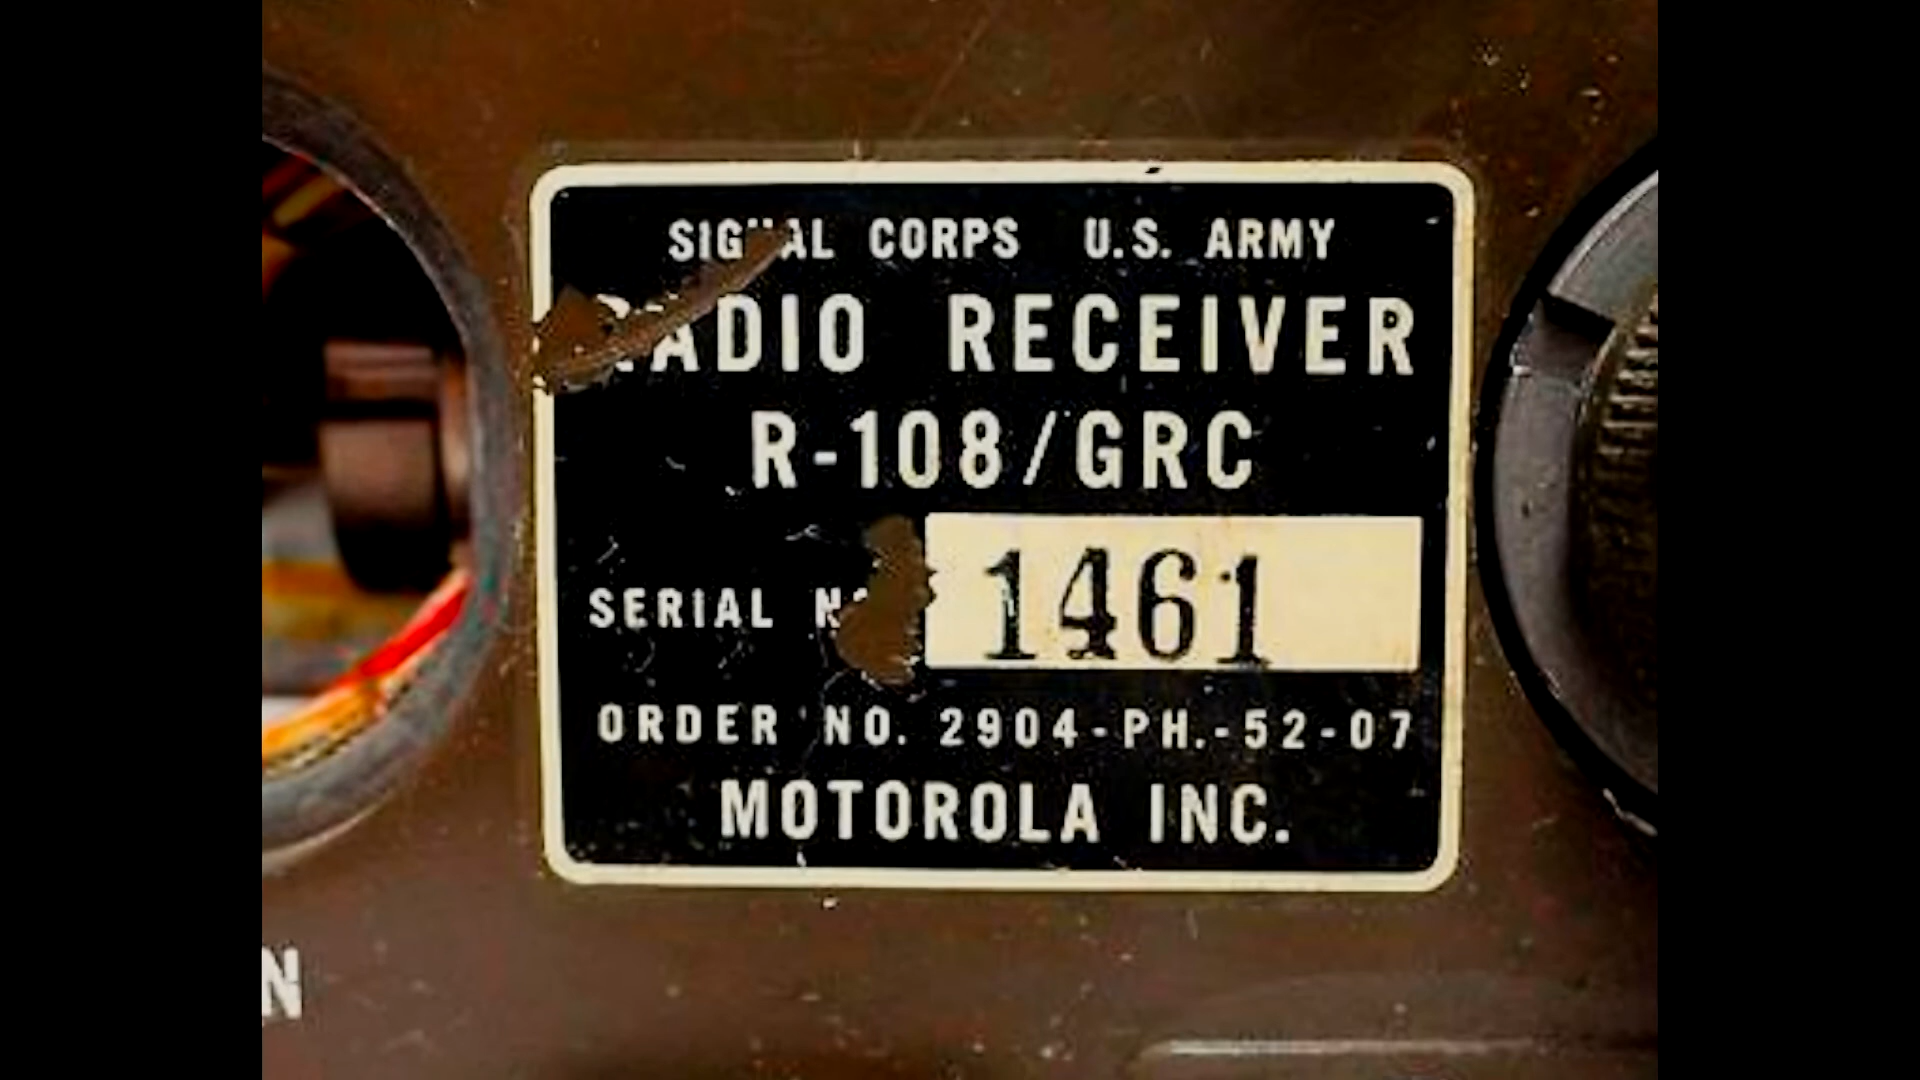 SIGNAL CORPS U.S. ARMY
RADIO RECEIVER
R-108/GRC
SERIAL NO. 1461
ORDER NO. 2904-PH.-52-07
MOTOROLA INC.
N